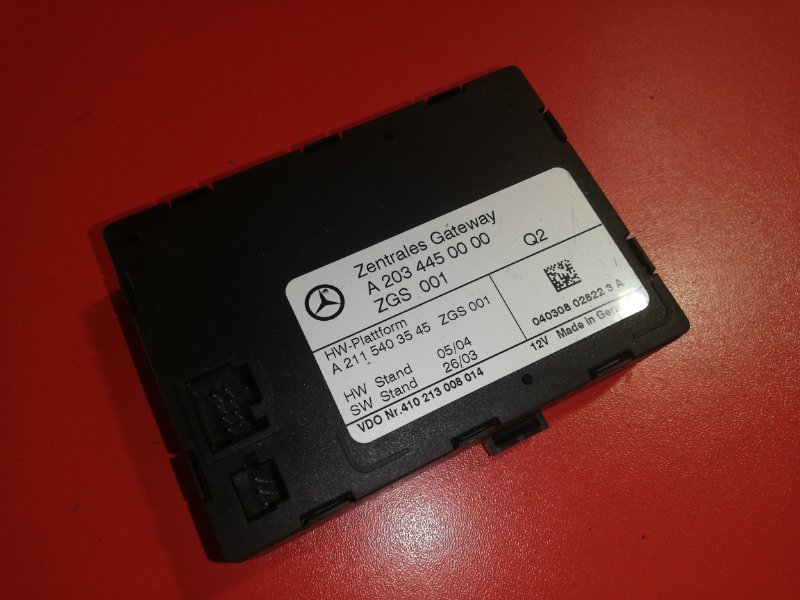 Zentrales Gateway
A 203 445 00 00 Q2
ZGS 001
HW-Plattform
A 211 540 35 45 ZGS 001
HW Stand 05/04
SW Stand 26/03
VDO Nr.410 213 008 014
040308 02822 3 A
12V Made in